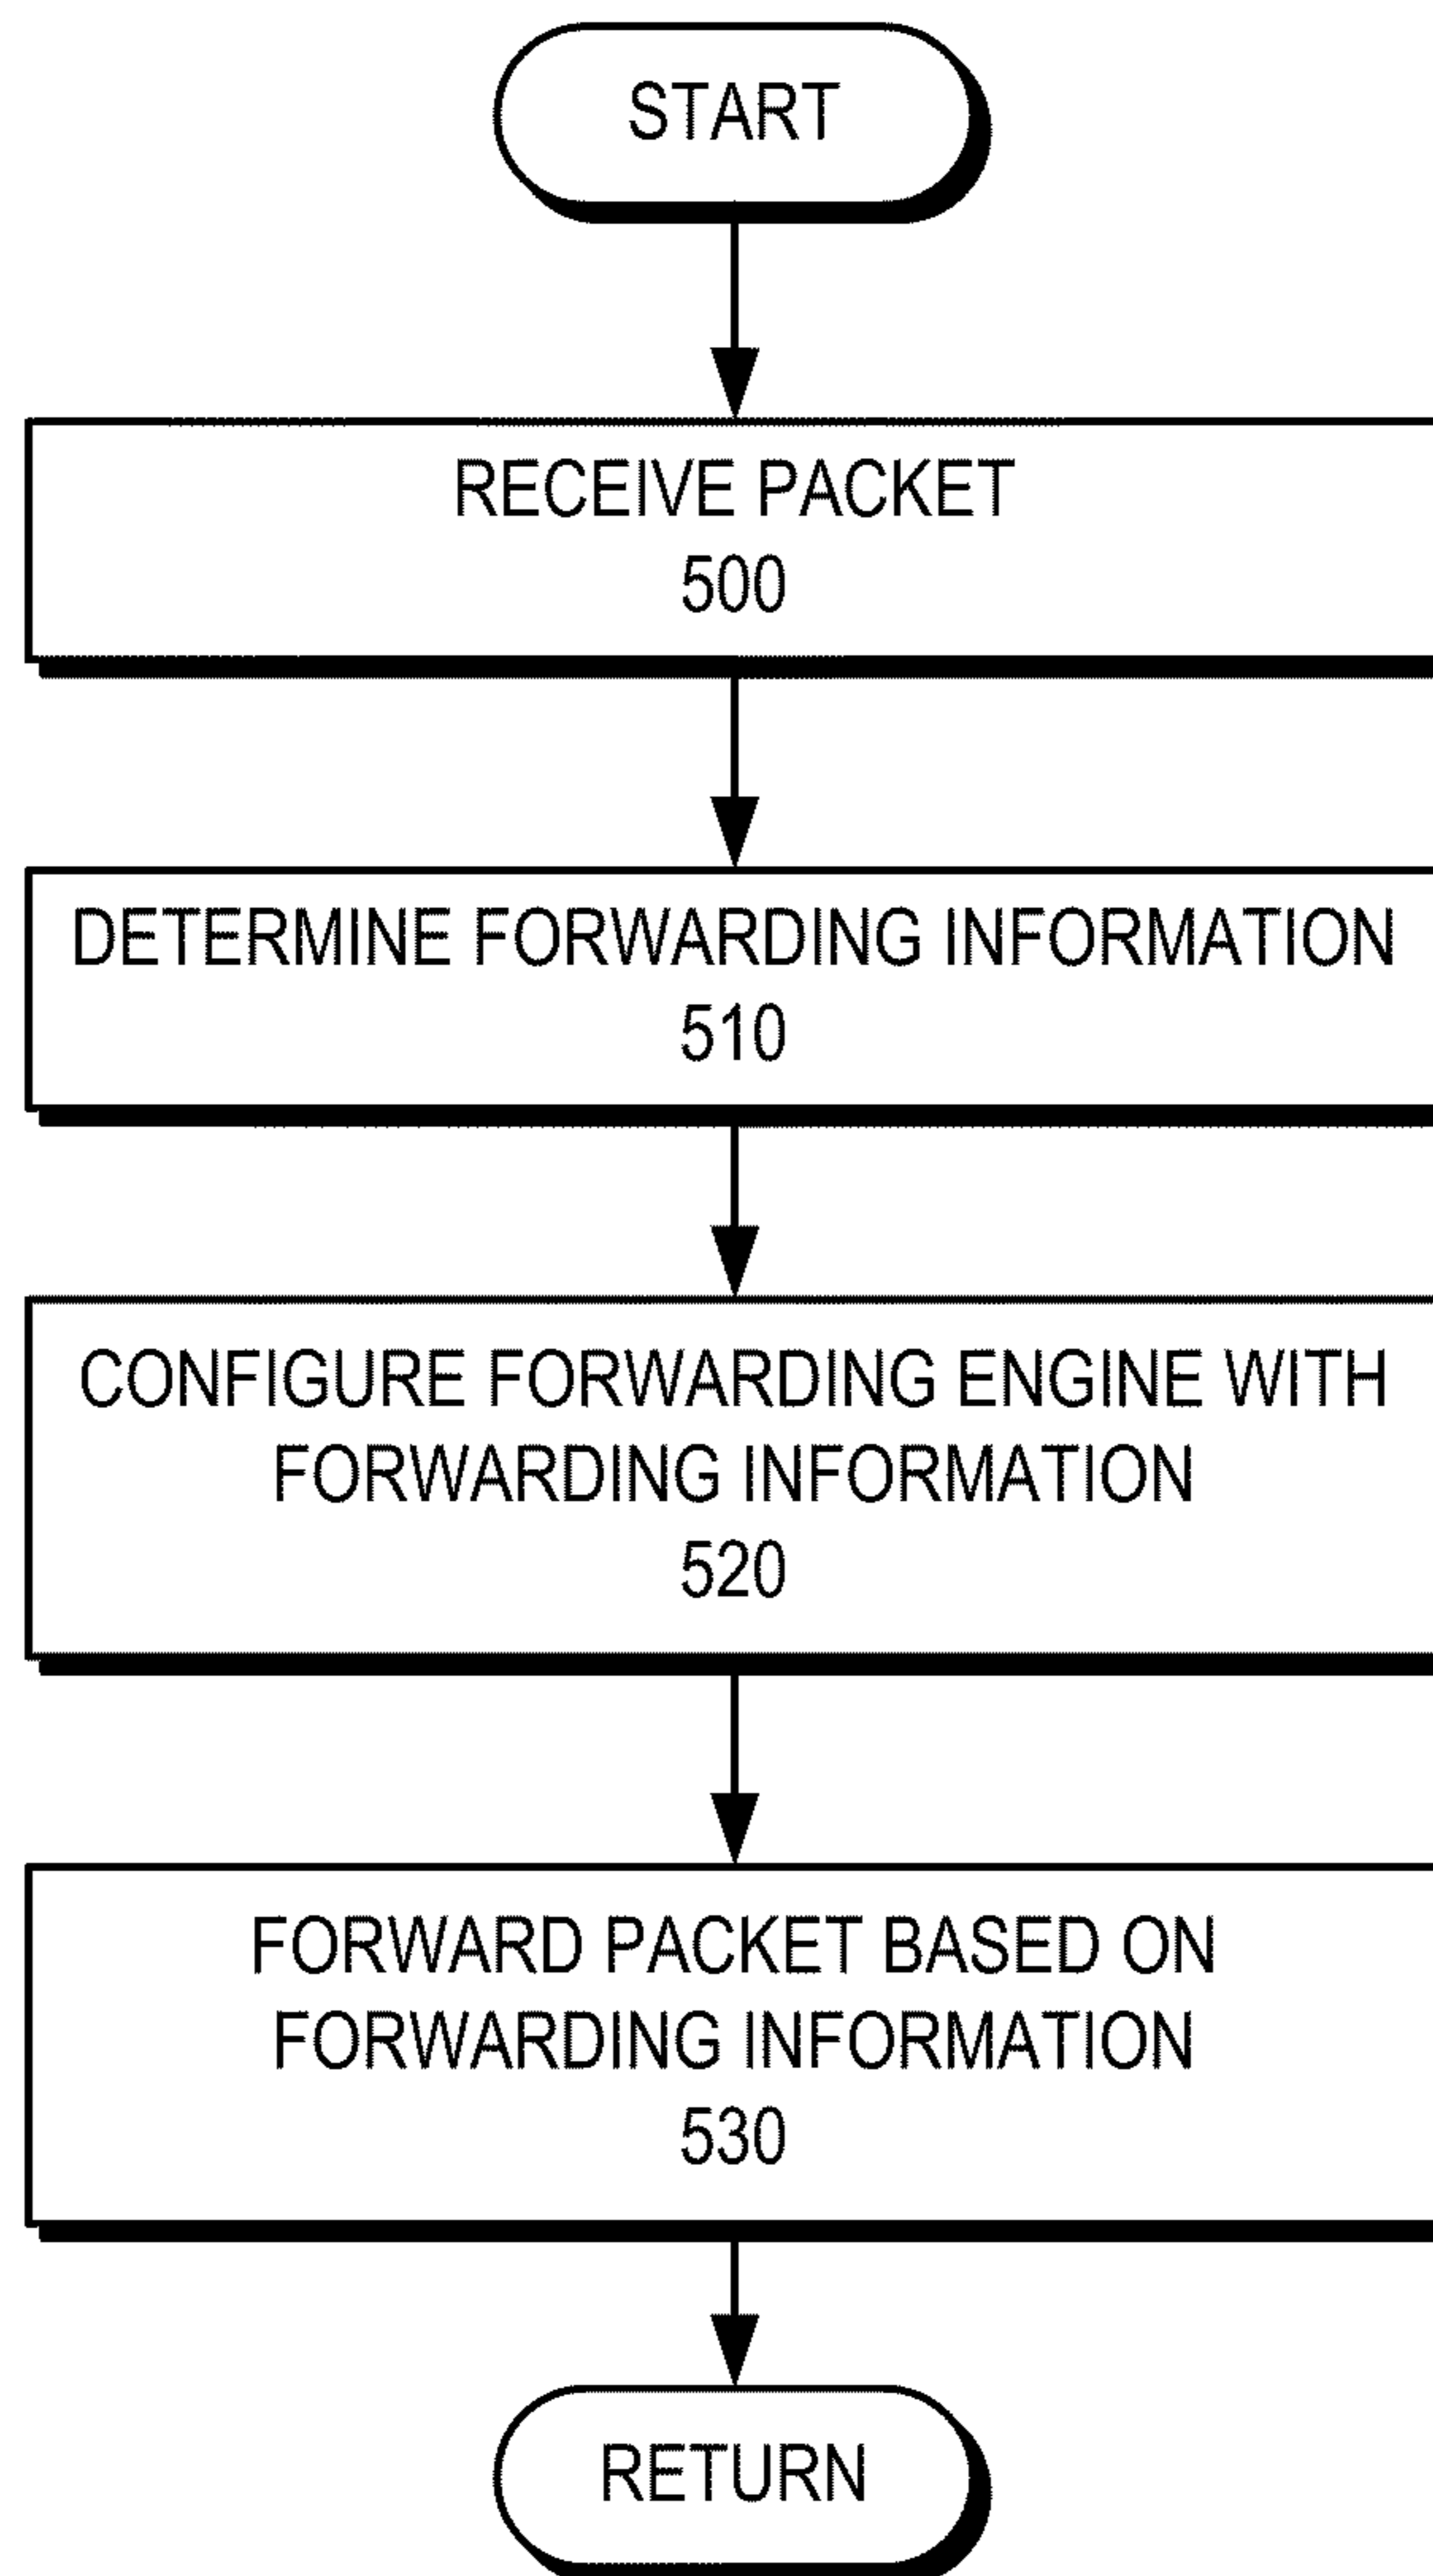 START
RECEIVE PACKET
500
DETERMINE FORWARDING INFORMATION
510
CONFIGURE FORWARDING ENGINE WITH
FORWARDING INFORMATION
520
FORWARD PACKET BASED ON
FORWARDING INFORMATION
530
RETURN